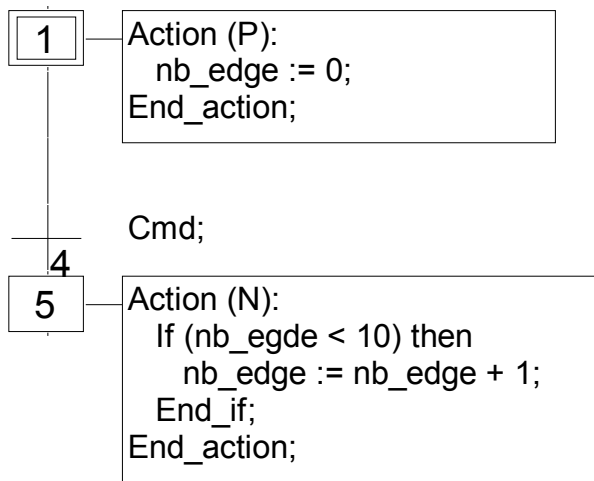 1
Action (P):
nb_edge := 0;
End_action;
Cmd;
4
5
Action (N):
If (nb_egde < 10) then
nb_edge := nb_edge + 1;
End_if;
End_action;